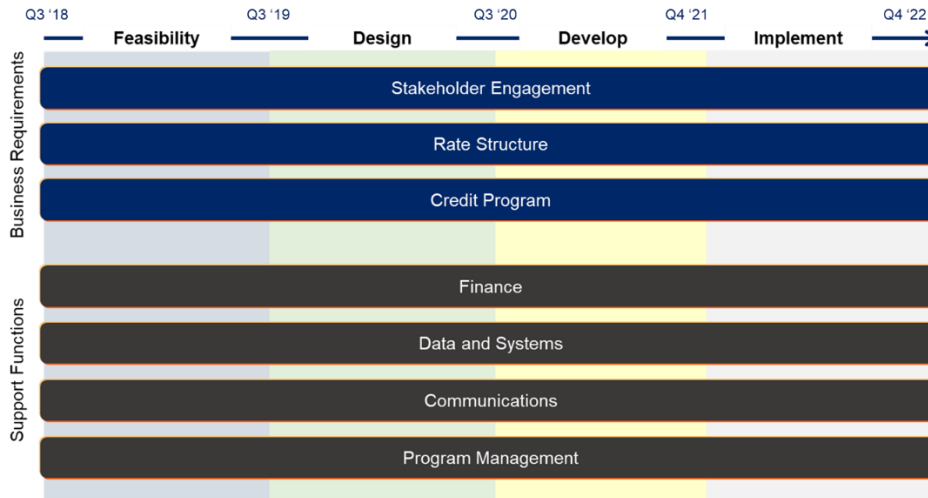 Q3 ‘18 Q3 ‘19 Q3 ‘20 Q4 ‘21 Q4 ‘22
Feasibility Design Develop Implement
Business Requirements
Stakeholder Engagement
Rate Structure
Credit Program
Support Functions
Finance
Data and Systems
Communications
Program Management